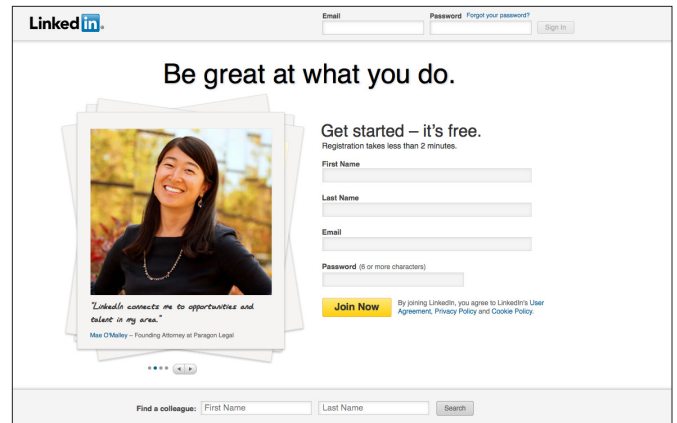 Linked in.
Email
Password Forgot your password?
Sign In
Be great at what you do.
"LinkedIn connects me to opportunities and
talent in my area."
Mae O'Malley – Founding Attorney at Paragon Legal
Get started – it's free.
Registration takes less than 2 minutes.
First Name
Last Name
Email
Password (6 or more characters)
Join Now
By joining LinkedIn, you agree to LinkedIn's User
Agreement, Privacy Policy and Cookie Policy.
Find a colleague: First Name Last Name Search